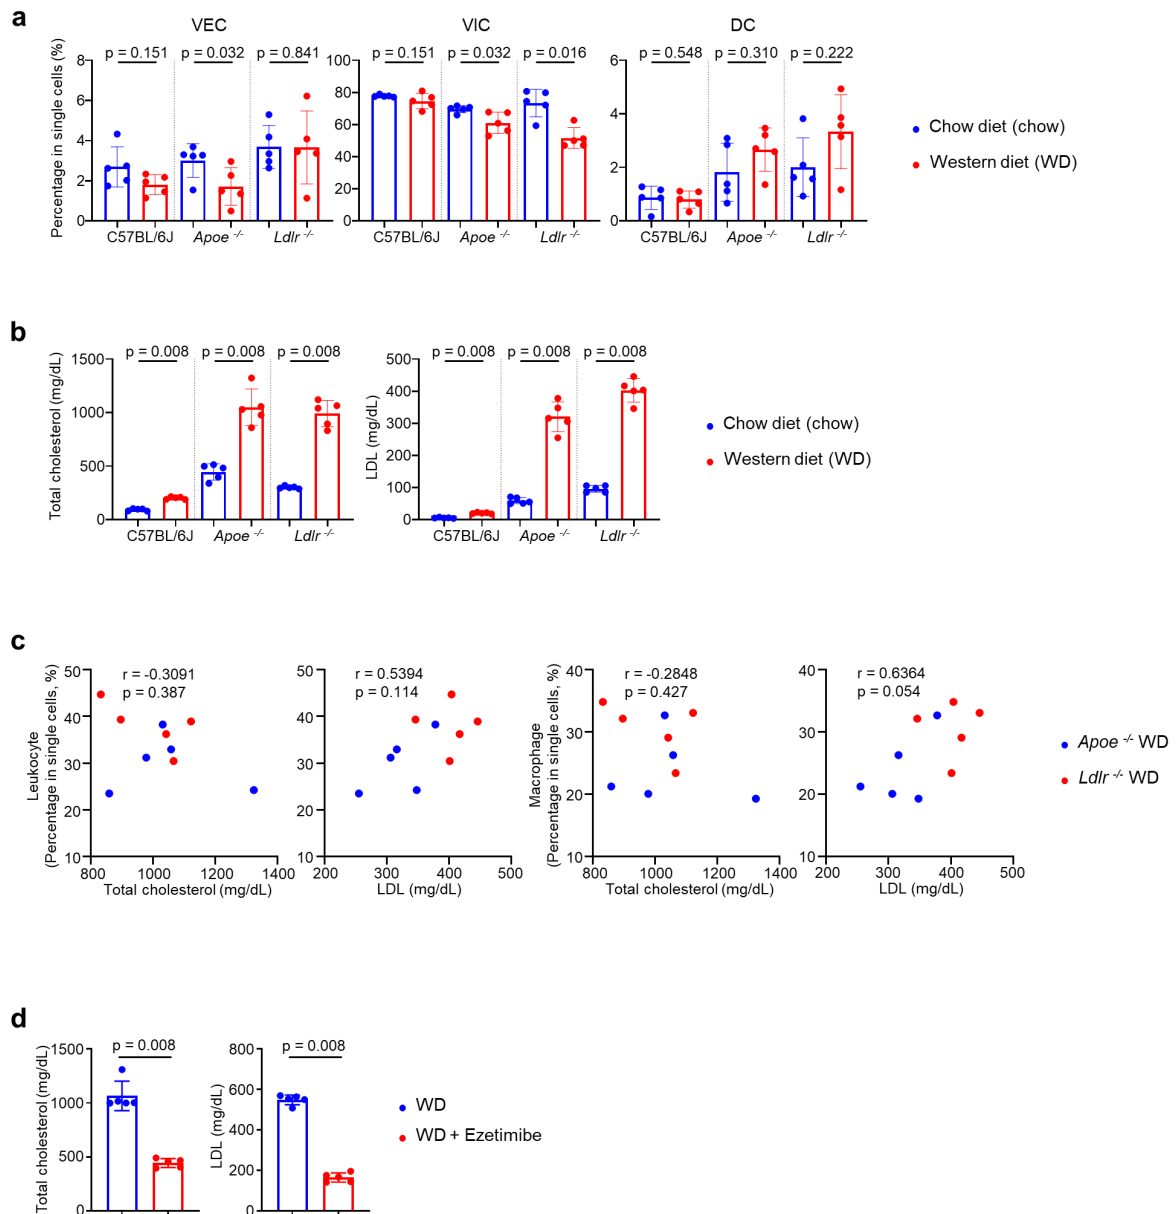 a
VEC
VIC
DC
p = 0.151
p = 0.032
p = 0.841
p = 0.151
p = 0.032
p = 0.016
p = 0.548
p = 0.310
p = 0.222
Percentage in single cells (%)
8
6
4
2
0
100
80
60
40
20
0
6
4
2
0
C57BL/6J
Apoe -/-
Ldlr -/-
C57BL/6J
Apoe -/-
Ldlr -/-
C57BL/6J
Apoe -/-
Ldlr -/-
Chow diet (chow)
Western diet (WD)
b
p = 0.008
p = 0.008
p = 0.008
p = 0.008
p = 0.008
p = 0.008
Total cholesterol (mg/dL)
1500
1000
500
0
LDL (mg/dL)
500
400
300
200
100
0
C57BL/6J
Apoe -/-
Ldlr -/-
C57BL/6J
Apoe -/-
Ldlr -/-
Chow diet (chow)
Western diet (WD)
c
Leukocyte
(Percentage in single cells, %)
50
40
30
20
10
r = -0.3091
p = 0.387
800
1000
1200
1400
Total cholesterol (mg/dL)
50
40
30
20
10
r = 0.5394
p = 0.114
200
300
400
500
LDL (mg/dL)
Macrophage
(Percentage in single cells, %)
40
30
20
10
r = -0.2848
p = 0.427
800
1000
1200
1400
Total cholesterol (mg/dL)
40
30
20
10
r = 0.6364
p = 0.054
200
300
400
500
LDL (mg/dL)
Apoe -/- WD
Ldlr -/- WD
d
p = 0.008
Total cholesterol (mg/dL)
1500
1000
500
0
p = 0.008
LDL (mg/dL)
800
600
400
200
0
WD
WD + Ezetimibe